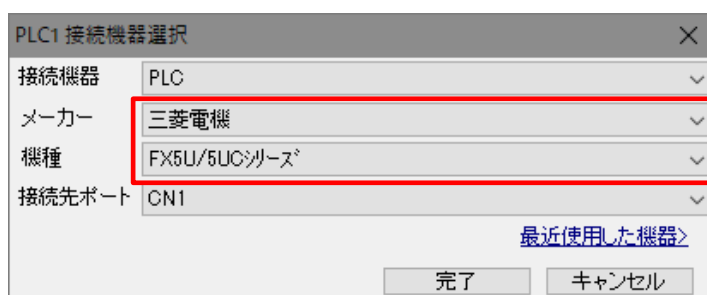 PLC1 接続機器選択
接続機器 PLC
メーカー 三菱電機
機種 FX5U/5UCｼﾘｰｽﾞ
接続先ポート CN1
最近使用した機器>
完了 キャンセル